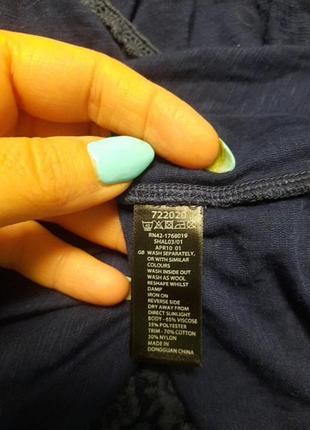 722020
RN42-1768019
SHAL03/01
APR10 01
GB WASH SEPARATELY,
OR WITH SIMILAR
COLOURS
WASH INSIDE OUT
WASH AS WOOL
RESHAPE WHILST
DAMP
IRON ON
REVERSE SIDE
DRY AWAY FROM
DIRECT SUNLIGHT
BODY - 65% VISCOSE
35% POLYESTER
TRIM - 70% COTTON
30% NYLON
MADE IN
DONGGUAN CHINA